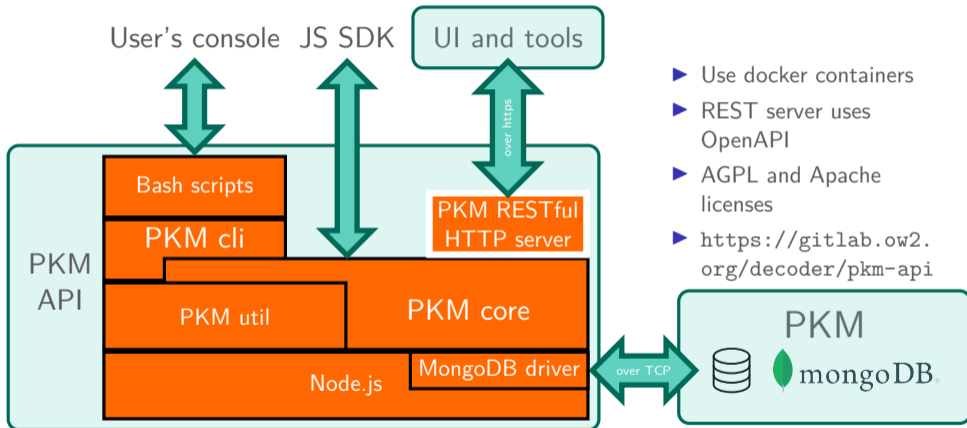 User's console
JS SDK
UI and tools
over https
Bash scripts
PKM cli
PKM RESTful
HTTP server
PKM
API
PKM util
PKM core
MongoDB driver
Node.js
over TCP
Use docker containers
REST server uses
OpenAPI
AGPL and Apache
licenses
https://gitlab.ow2.
org/decoder/pkm-api
PKM
mongoDB.